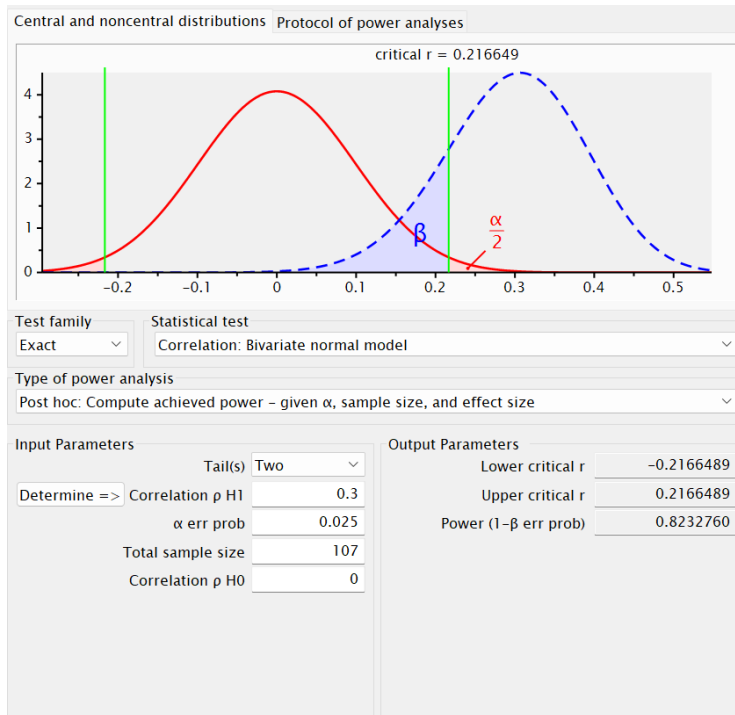 Central and noncentral distributions Protocol of power analyses
critical r = 0.216649
4
3
2
1
0
β
α
2
-0.2 -0.1 0 0.1 0.2 0.3 0.4 0.5
Test family Statistical test
Exact Correlation: Bivariate normal model
Type of power analysis
Post hoc: Compute achieved power – given α, sample size, and effect size
Input Parameters Output Parameters
Tail(s) Two Lower critical r -0.2166489
Determine => Correlation ρ H1 0.3 Upper critical r 0.2166489
α err prob 0.025 Power (1-β err prob) 0.8232760
Total sample size 107
Correlation ρ H0 0